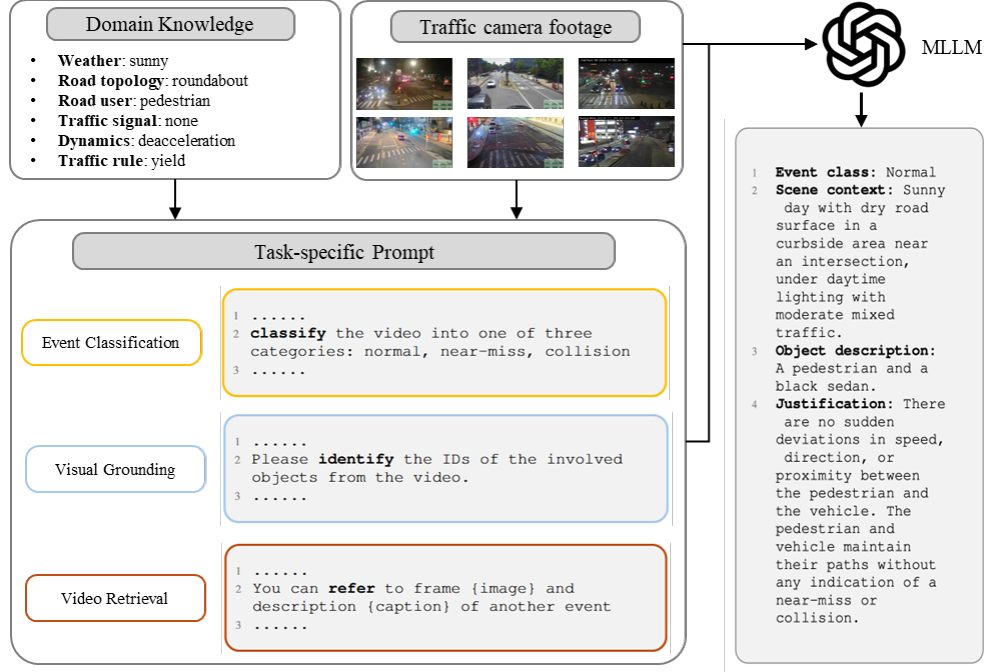 Domain Knowledge
• Weather: sunny
• Road topology: roundabout
• Road user: pedestrian
• Traffic signal: none
• Dynamics: deacceleration
• Traffic rule: yield
Traffic camera footage
MLLM
Task-specific Prompt
Event Classification
1 ......
2 classify the video into one of three
categories: normal, near-miss, collision
3 ......
Visual Grounding
1 ......
2 Please identify the IDs of the involved
objects from the video.
3 ......
Video Retrieval
1 ......
2 You can refer to frame {image} and
description {caption} of another event
3 ......
1 Event class: Normal
2 Scene context: Sunny
day with dry road
surface in a
curbside area near
an intersection,
under daytime
lighting with
moderate mixed
traffic.
3 Object description:
A pedestrian and a
black sedan.
4 Justification: There
are no sudden
deviations in speed,
direction, or
proximity between
the pedestrian and
the vehicle. The
pedestrian and
vehicle maintain
their paths without
any indication of a
near-miss or
collision.